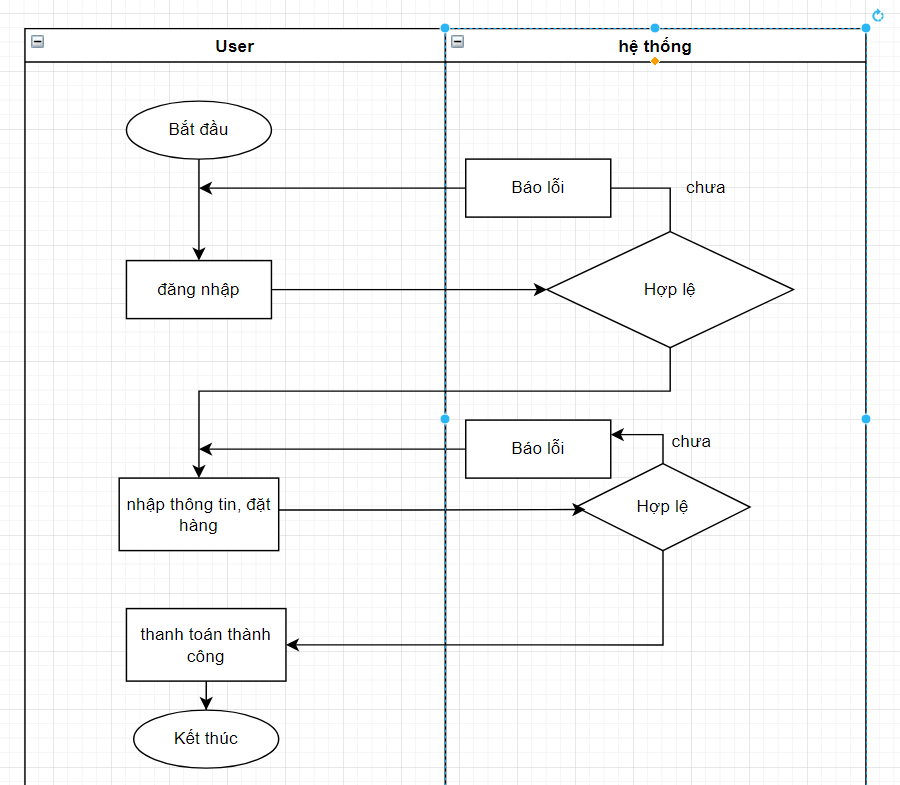 User
hệ thống
Bắt đầu
Báo lỗi
chưa
đăng nhập
Hợp lệ
Báo lỗi
chưa
nhập thông tin, đặt
hàng
Hợp lệ
thanh toán thành
công
Kết thúc